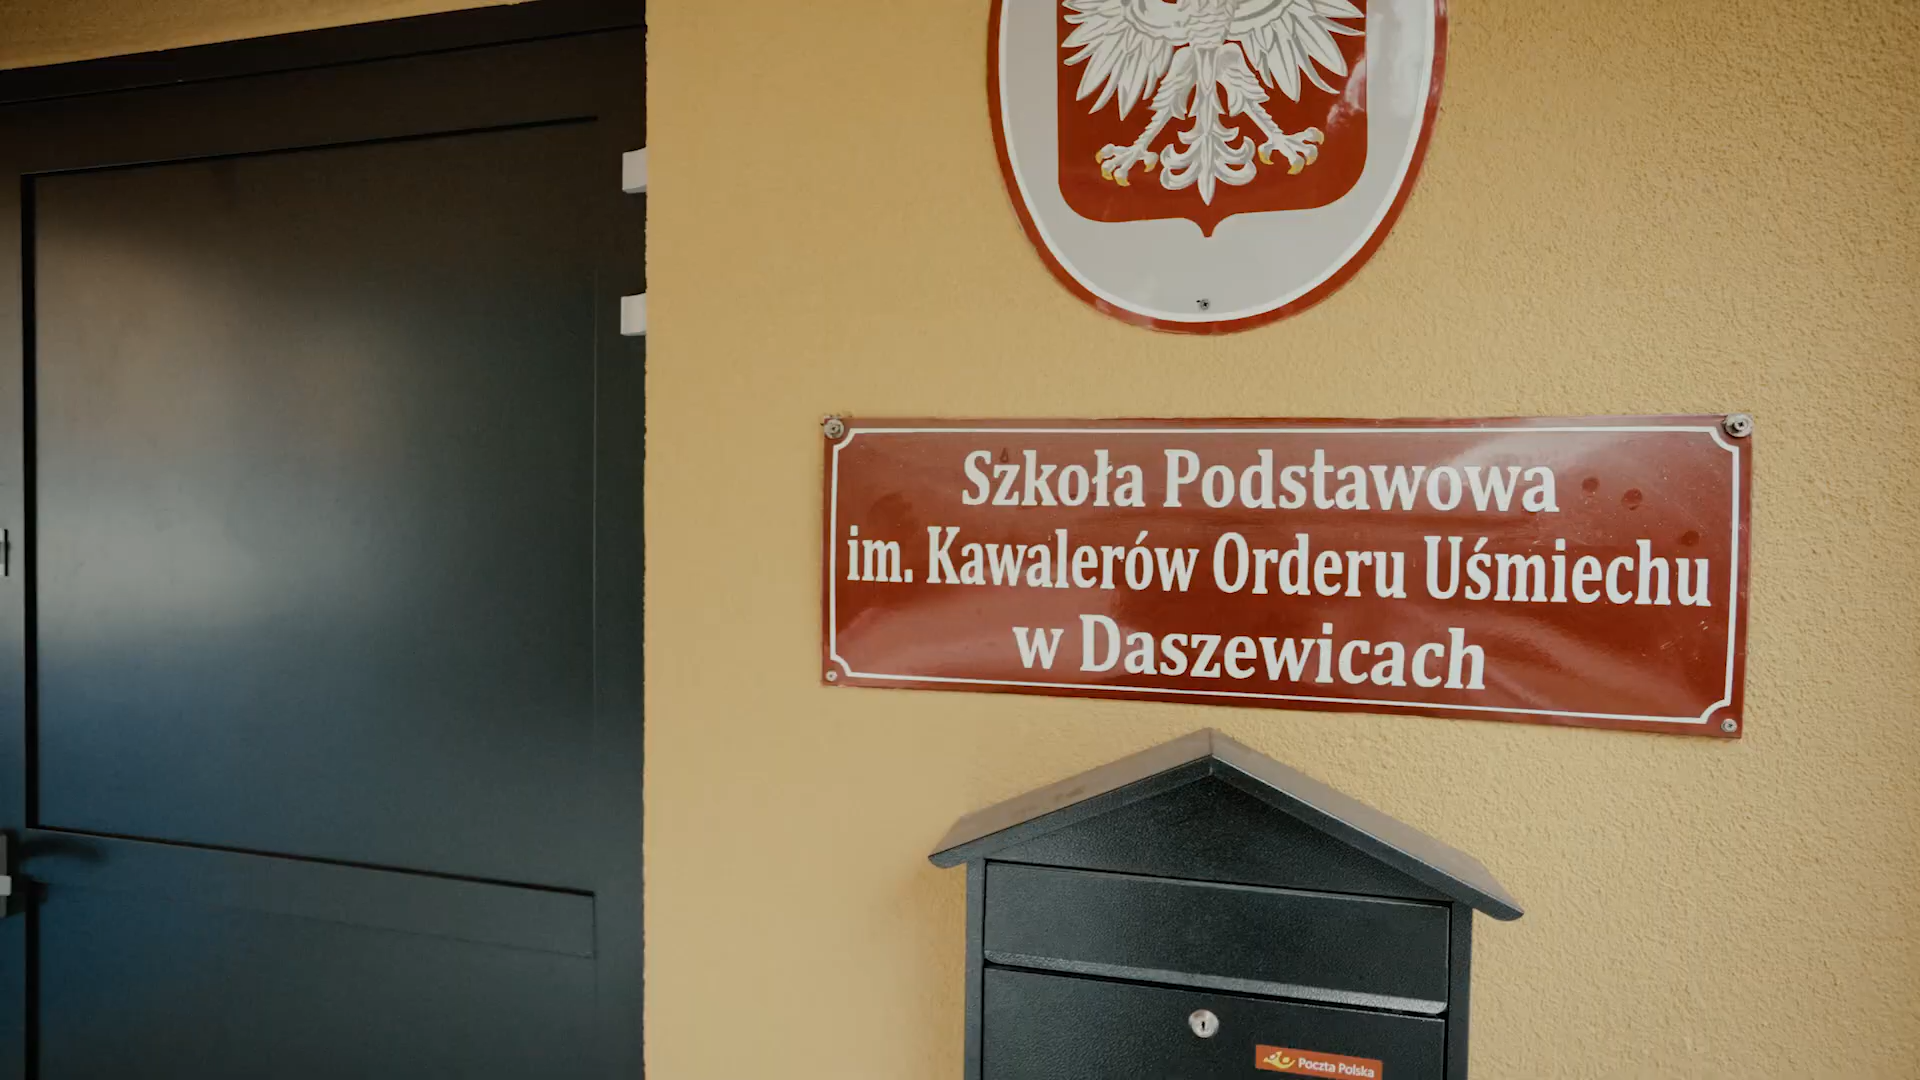 Szkoła Podstawowa
im. Kawalerów Orderu Uśmiechu
w Daszewicach
Poczta Polska